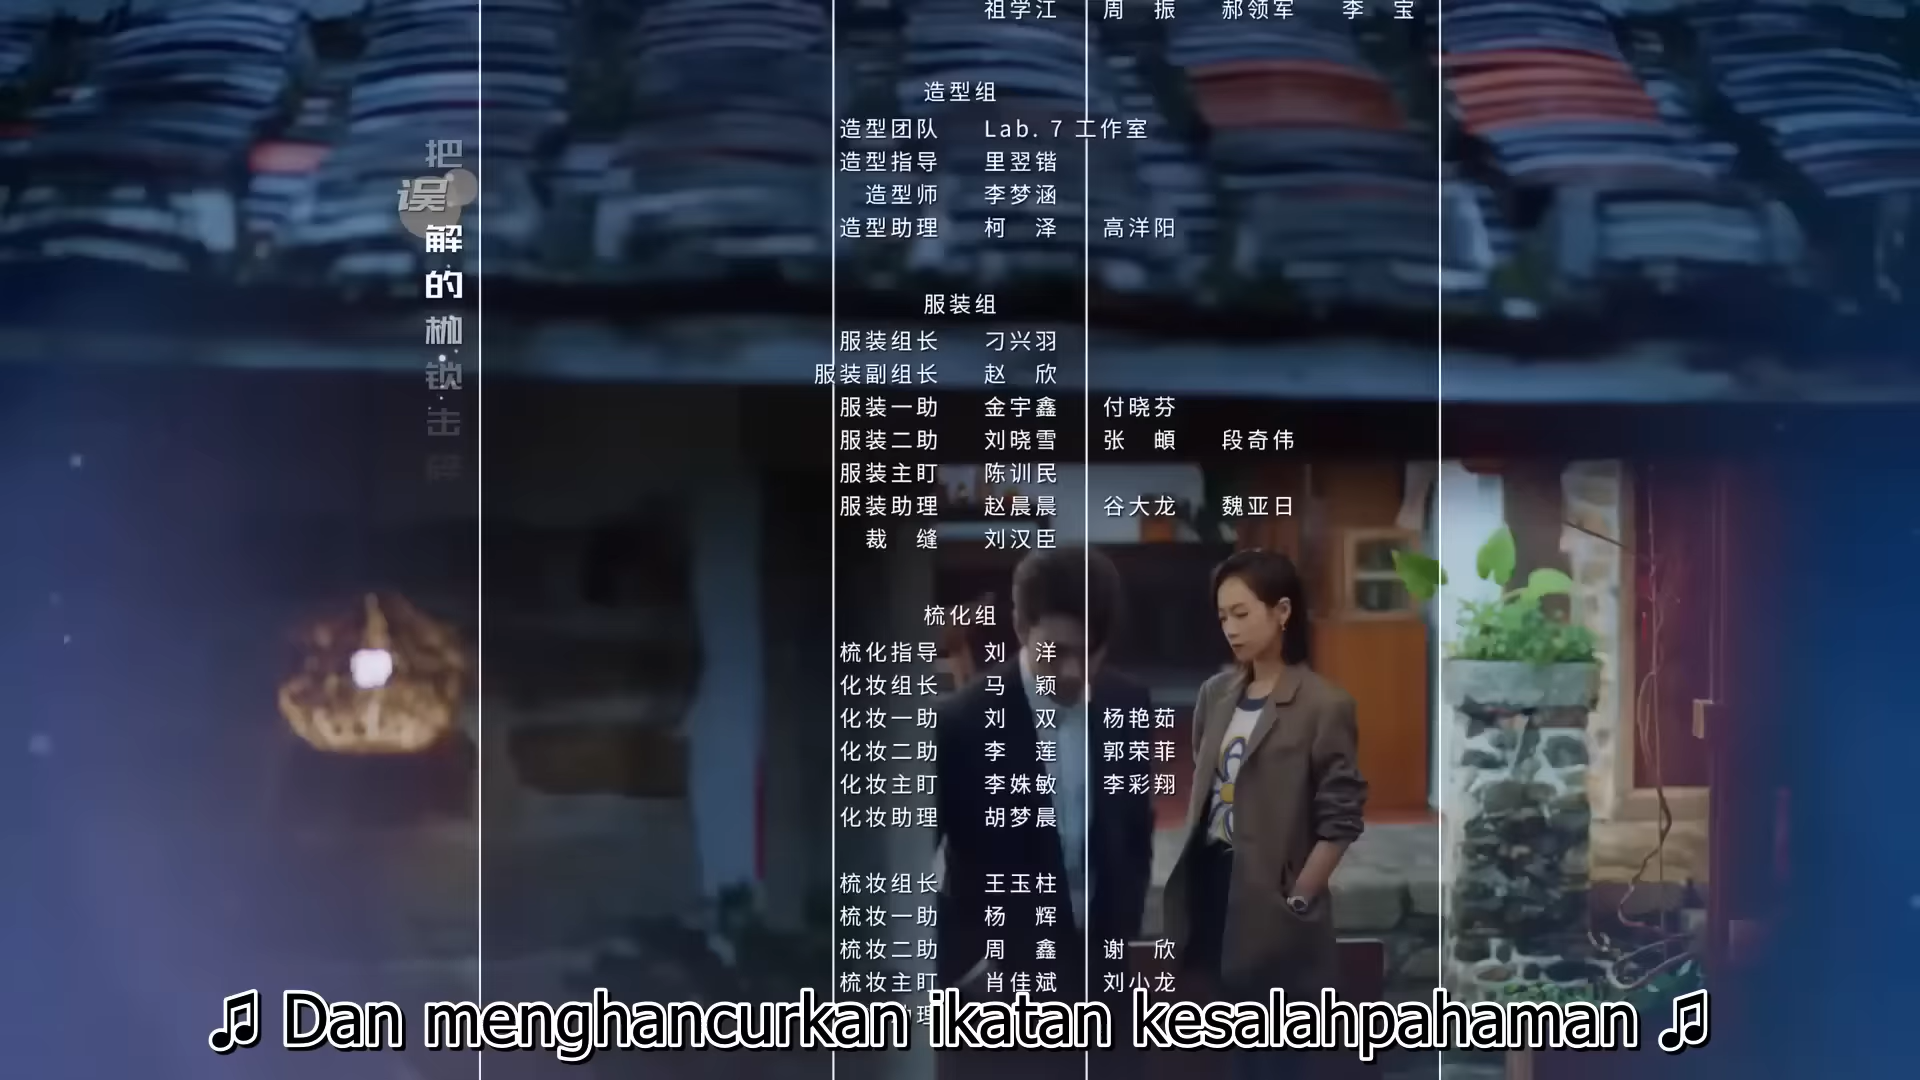 祖学江 周 振 郝领军 李 宝
造型组
造型团队 Lab. 7 工作室
造型指导 里翌锴
造型师 李梦涵
造型助理 柯 泽 高洋阳
把误解的枷锁击碎
服装组
服装组长 刁兴羽
服装副组长 赵 欣
服装一助 金宇鑫 付晓芬
服装二助 刘晓雪 张 頔 段奇伟
服装主盯 陈训民
服装助理 赵晨晨 谷大龙 魏亚日
裁 缝 刘汉臣
梳化组
梳化指导 刘 洋
化妆组长 马 颖
化妆一助 刘 双 杨艳茹
化妆二助 李 莲 郭荣菲
化妆主盯 李姝敏 李彩翔
化妆助理 胡梦晨
梳妆组长 王玉柱
梳妆一助 杨 辉
梳妆二助 周 鑫 谢 欣
梳妆主盯 肖佳斌 刘小龙
♫ Dan menghancurkan ikatan kesalahpahaman ♫